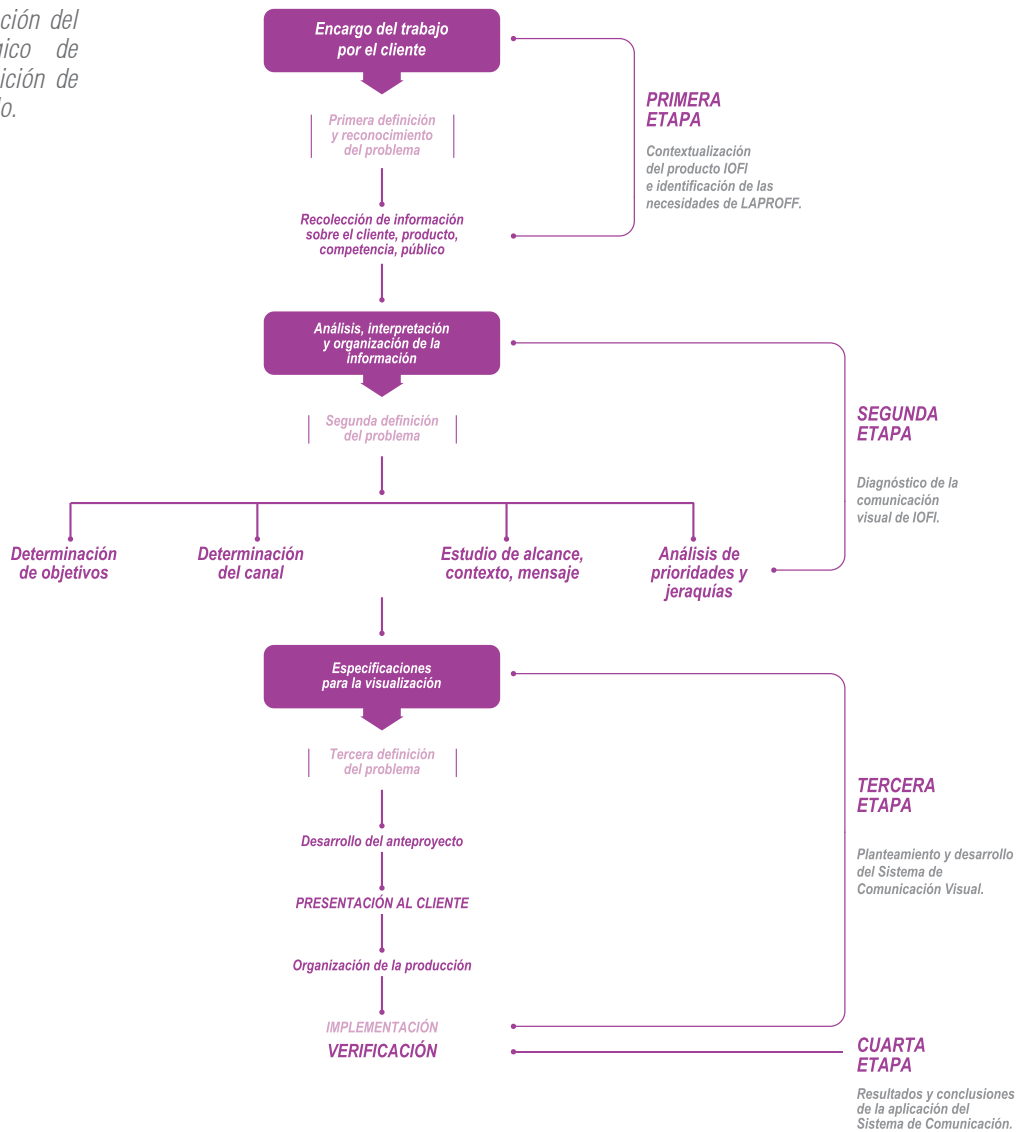 ción del
gico de
ición de
lo.
Encargo del trabajo
por el cliente
Primera definición
y reconocimiento
del problema
Recolección de información
sobre el cliente, producto,
competencia, público
PRIMERA
ETAPA
Contextualización
del producto IOFI
e identificación de las
necesidades de LAPROFF.
Análisis, interpretación
y organización de la
información
Segunda definición
del problema
SEGUNDA
ETAPA
Diagnóstico de la
comunicación
visual de IOFI.
Determinación
de objetivos
Determinación
del canal
Estudio de alcance,
contexto, mensaje
Análisis de
prioridades y
jeraquías
Especificaciones
para la visualización
Tercera definición
del problema
Desarrollo del anteproyecto
PRESENTACIÓN AL CLIENTE
Organización de la producción
IMPLEMENTACIÓN
VERIFICACIÓN
TERCERA
ETAPA
Planteamiento y desarrollo
del Sistema de
Comunicación Visual.
CUARTA
ETAPA
Resultados y conclusiones
de la aplicación del
Sistema de Comunicación.